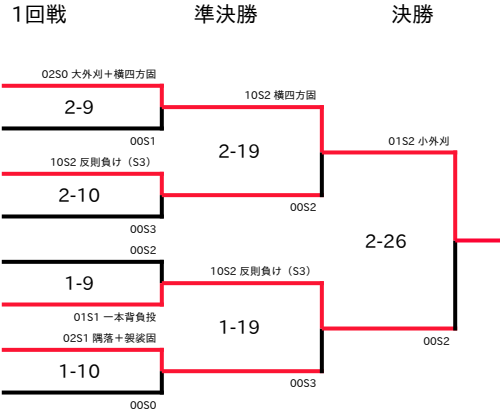 1回戦 準決勝 決勝
02S0 大外刈+横四方固
2-9
00S1
10S2 横四方固
10S2 反則負け（S3）
2-10
00S3
2-19
00S2
01S2 小外刈
00S2
1-9
01S1 一本背負投
10S2 反則負け（S3）
2-26
02S1 隅落+袈裟固
1-10
00S0
1-19
00S3
00S2